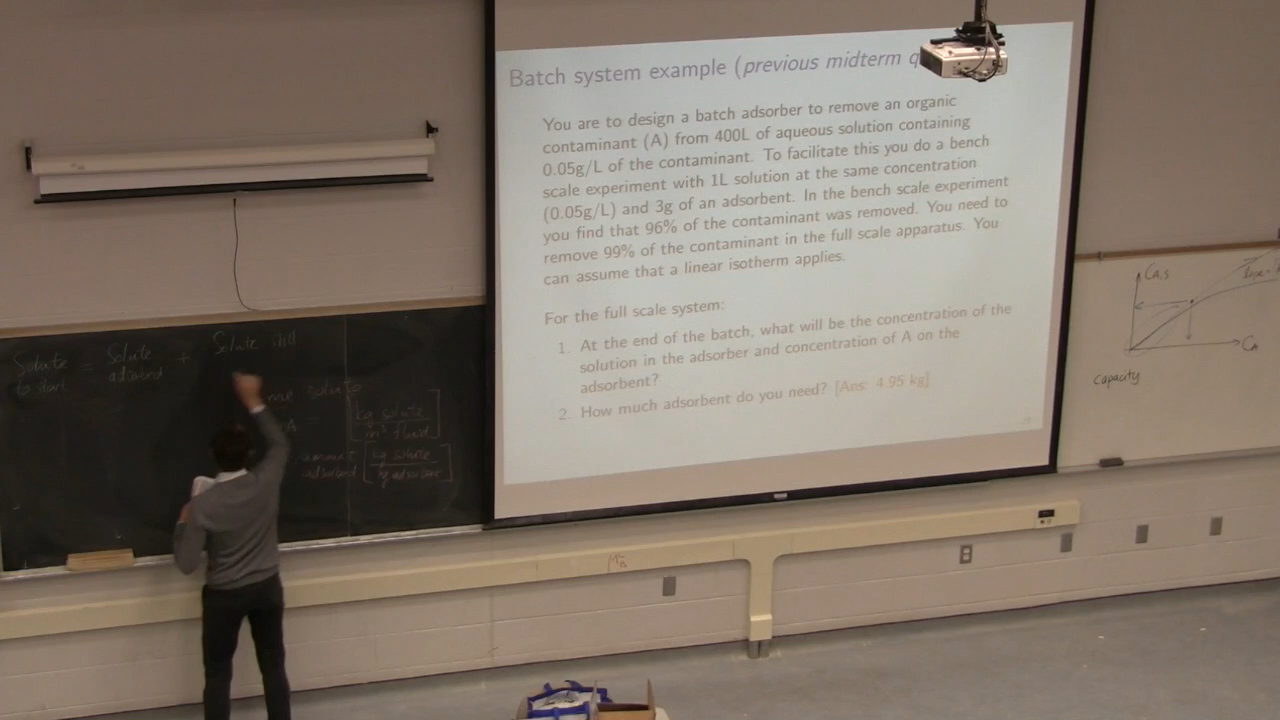 Batch system example (previous midterm q
You are to design a batch adsorber to remove an organic
contaminant (A) from 400L of aqueous solution containing
0.05g/L of the contaminant. To facilitate this you do a bench
scale experiment with 1L solution at the same concentration
(0.05g/L) and 3g of an adsorbent. In the bench scale experiment
you find that 96% of the contaminant was removed. You need to
remove 99% of the contaminant in the full scale apparatus. You
can assume that a linear isotherm applies.
For the full scale system:
1. At the end of the batch, what will be the concentration of the
solution in the adsorber and concentration of A on the
adsorbent?
2. How much adsorbent do you need? [Ans: 4.95 kg]
Solute = Solute + Solute still
to start adsorbed
solute
A = [kg solute
m³ fluid]
amount [kg solute
adsorbed kg adsorbent]
CA,S
slope =
CA
capacity